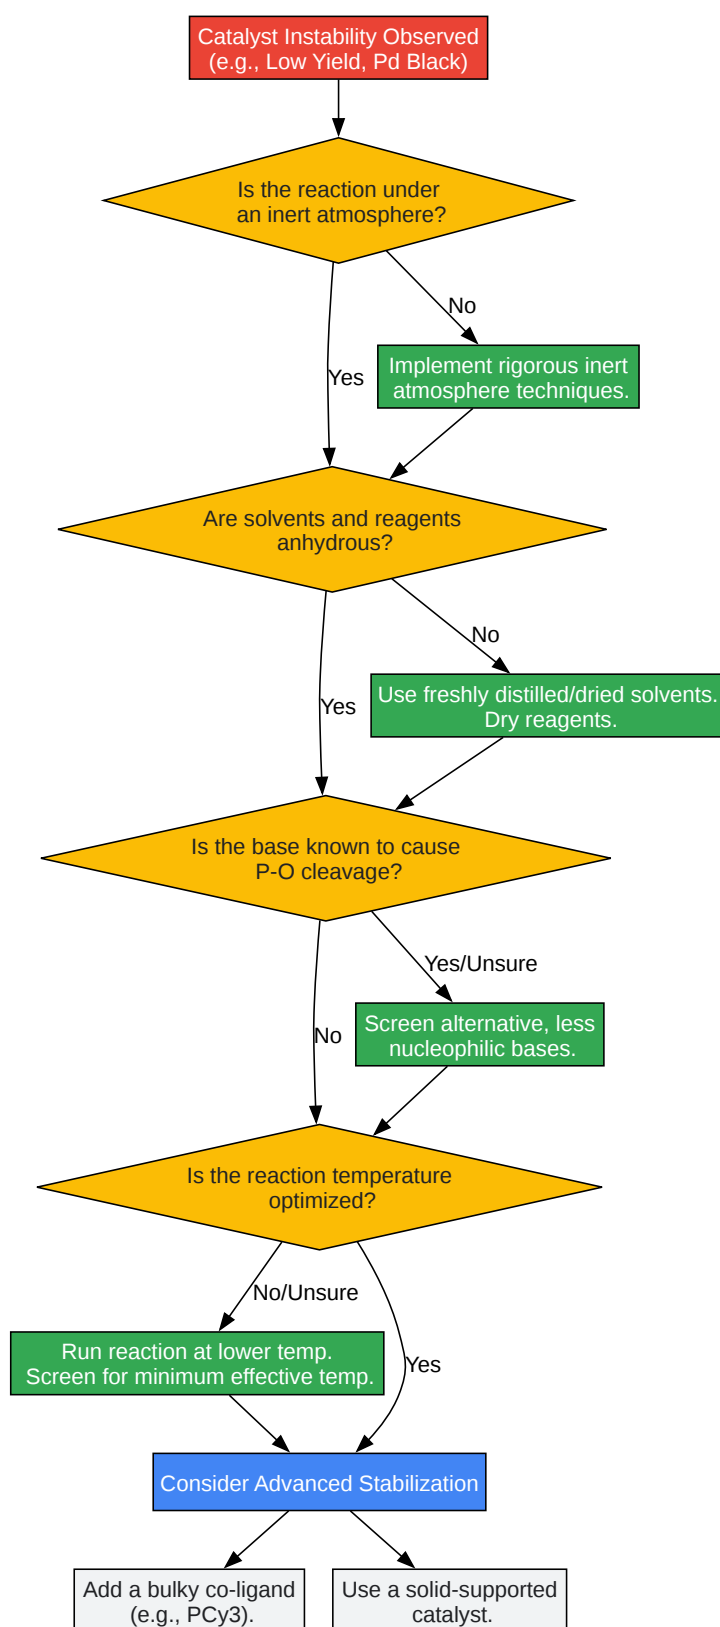 Catalyst Instability Observed
(e.g., Low Yield, Pd Black)
Is the reaction under
an inert atmosphere?
No
Implement rigorous inert
atmosphere techniques.
Yes
Are solvents and reagents
anhydrous?
No
Use freshly distilled/dried solvents.
Dry reagents.
Yes
Is the base known to cause
P-O cleavage?
Yes/Unsure
Screen alternative, less
nucleophilic bases.
No
Is the reaction temperature
optimized?
No/Unsure
Run reaction at lower temp.
Screen for minimum effective temp.
Yes
Consider Advanced Stabilization
Add a bulky co-ligand
(e.g., PCy3).
Use a solid-supported
catalyst.